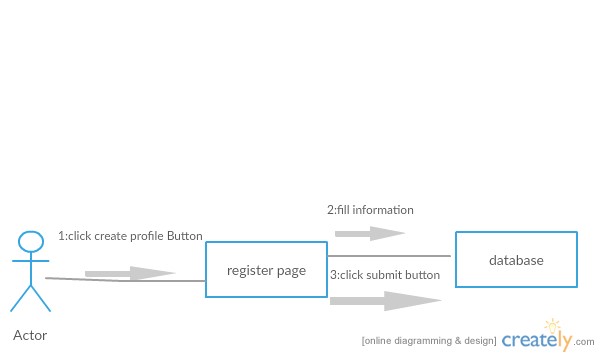 2:fill information
1:click create profile Button
register page
database
3:click submit button
Actor
[online diagramming & design] creately.com